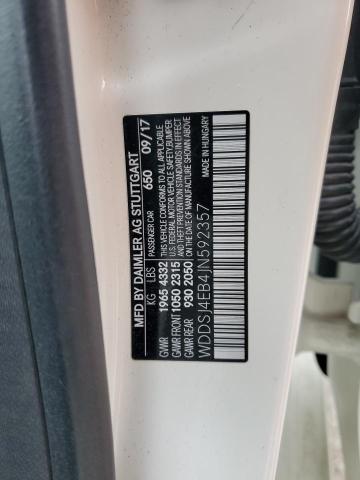 MFD BY DAIMLER AG STUTTGART
PASSENGER CAR 650 09/17
KG LBS
GVWR 1965 4332
GAWR FRONT 1050 2315
GAWR REAR 930 2050
THIS VEHICLE CONFORMS TO ALL APPLICABLE
U.S. FEDERAL MOTOR VEHICLE SAFETY BUMPER
AND THEFT PREVENTION STANDARDS IN EFFECT
ON THE DATE OF MANUFACTURE SHOWN ABOVE.
WDDSJ4EB4JN592357
MADE IN HUNGARY